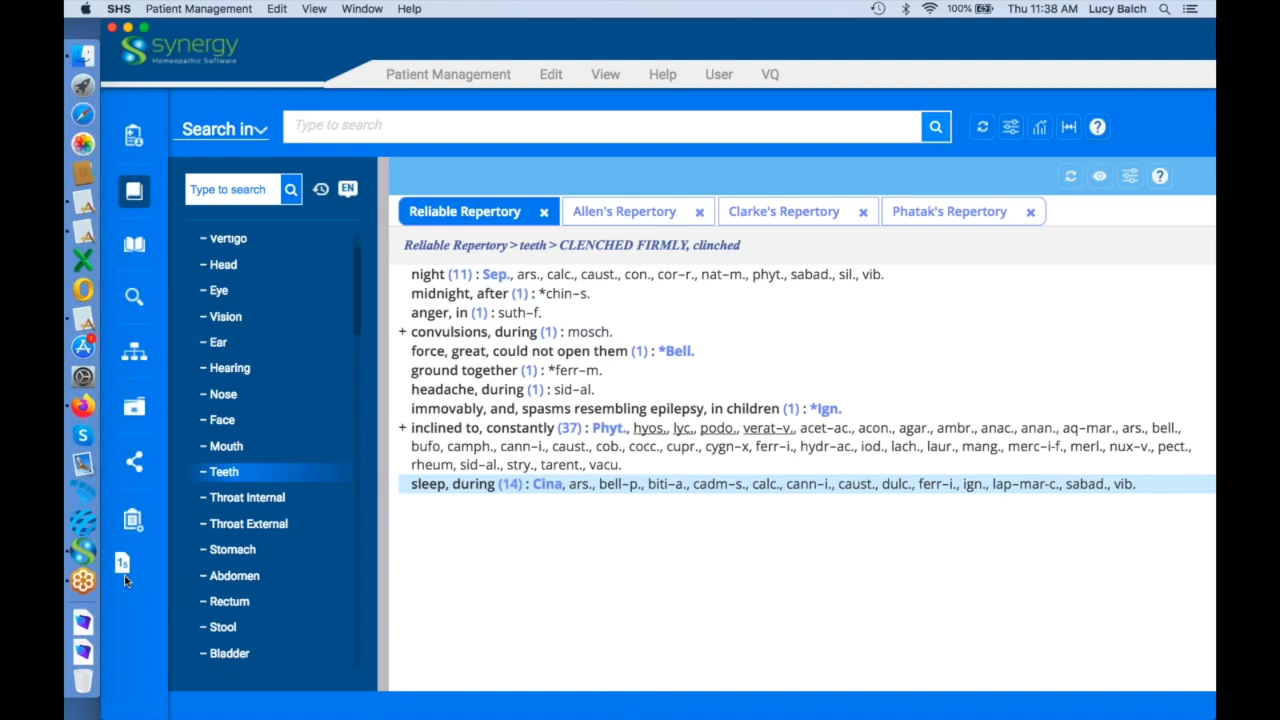 SHS Patient Management Edit View Window Help 100% Thu 11:38 AM Lucy Balch
synergy
Homeopathic Software
Patient Management Edit View Help User VQ
Search in Type to search
Type to search EN
Reliable Repertory × Allen's Repertory × Clarke's Repertory × Phatak's Repertory ×
Reliable Repertory > teeth > CLENCHED FIRMLY, clinched
– Vertigo
– Head
– Eye
– Vision
– Ear
– Hearing
– Nose
– Face
– Mouth
– Teeth
– Throat Internal
– Throat External
– Stomach
– Abdomen
– Rectum
– Stool
– Bladder
night (11) : Sep., ars., calc., caust., con., cor-r., nat-m., phyt., sabad., sil., vib.
midnight, after (1) : *chin-s.
anger, in (1) : suth-f.
+ convulsions, during (1) : mosch.
force, great, could not open them (1) : *Bell.
ground together (1) : *ferr-m.
headache, during (1) : sid-al.
immovably, and, spasms resembling epilepsy, in children (1) : *Ign.
+ inclined to, constantly (37) : Phyt., hyos., lyc., podo., verat-v., acet-ac., acon., agar., ambr., anac., anan., aq-mar., ars., bell.,
bufo, camph., cann-i., caust., cob., cocc., cupr., cygn-x, ferr-i., hydr-ac., iod., lach., laur., mang., merc-i-f., merl., nux-v., pect.,
rheum, sid-al., stry., tarent., vacu.
sleep, during (14) : Cina, ars., bell-p., biti-a., cadm-s., calc., cann-i., caust., dulc., ferr-i., ign., lap-mar-c., sabad., vib.